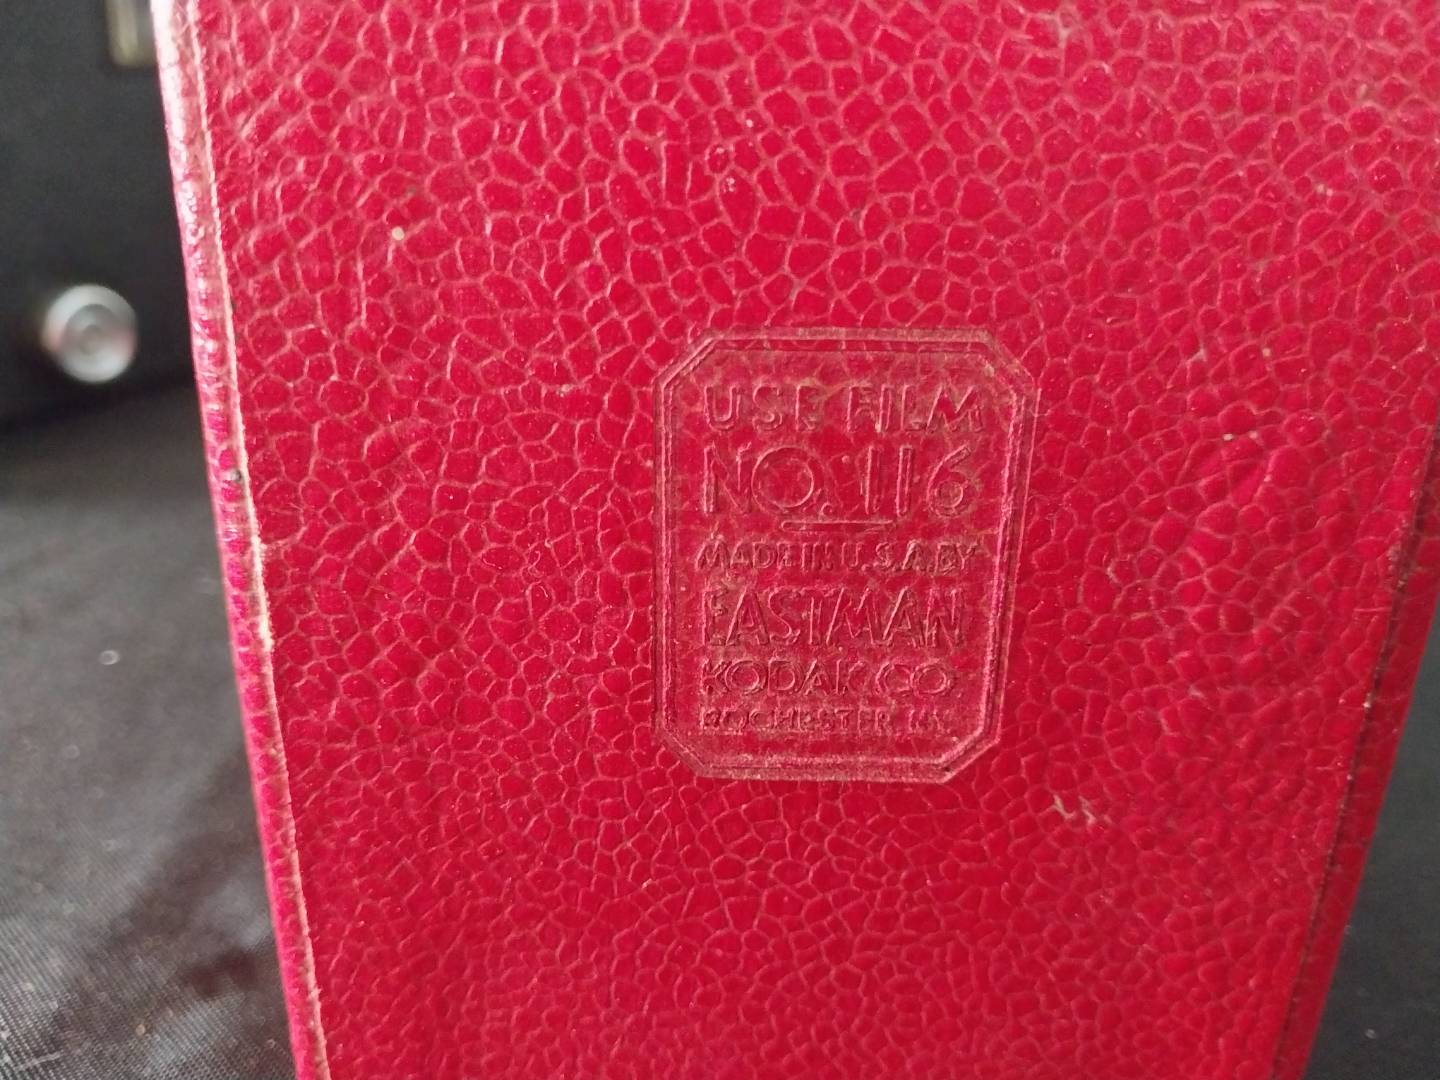 USE FILM
NO. 116
MADE IN U.S.A. BY
EASTMAN
KODAK CO.
ROCHESTER, N.Y.